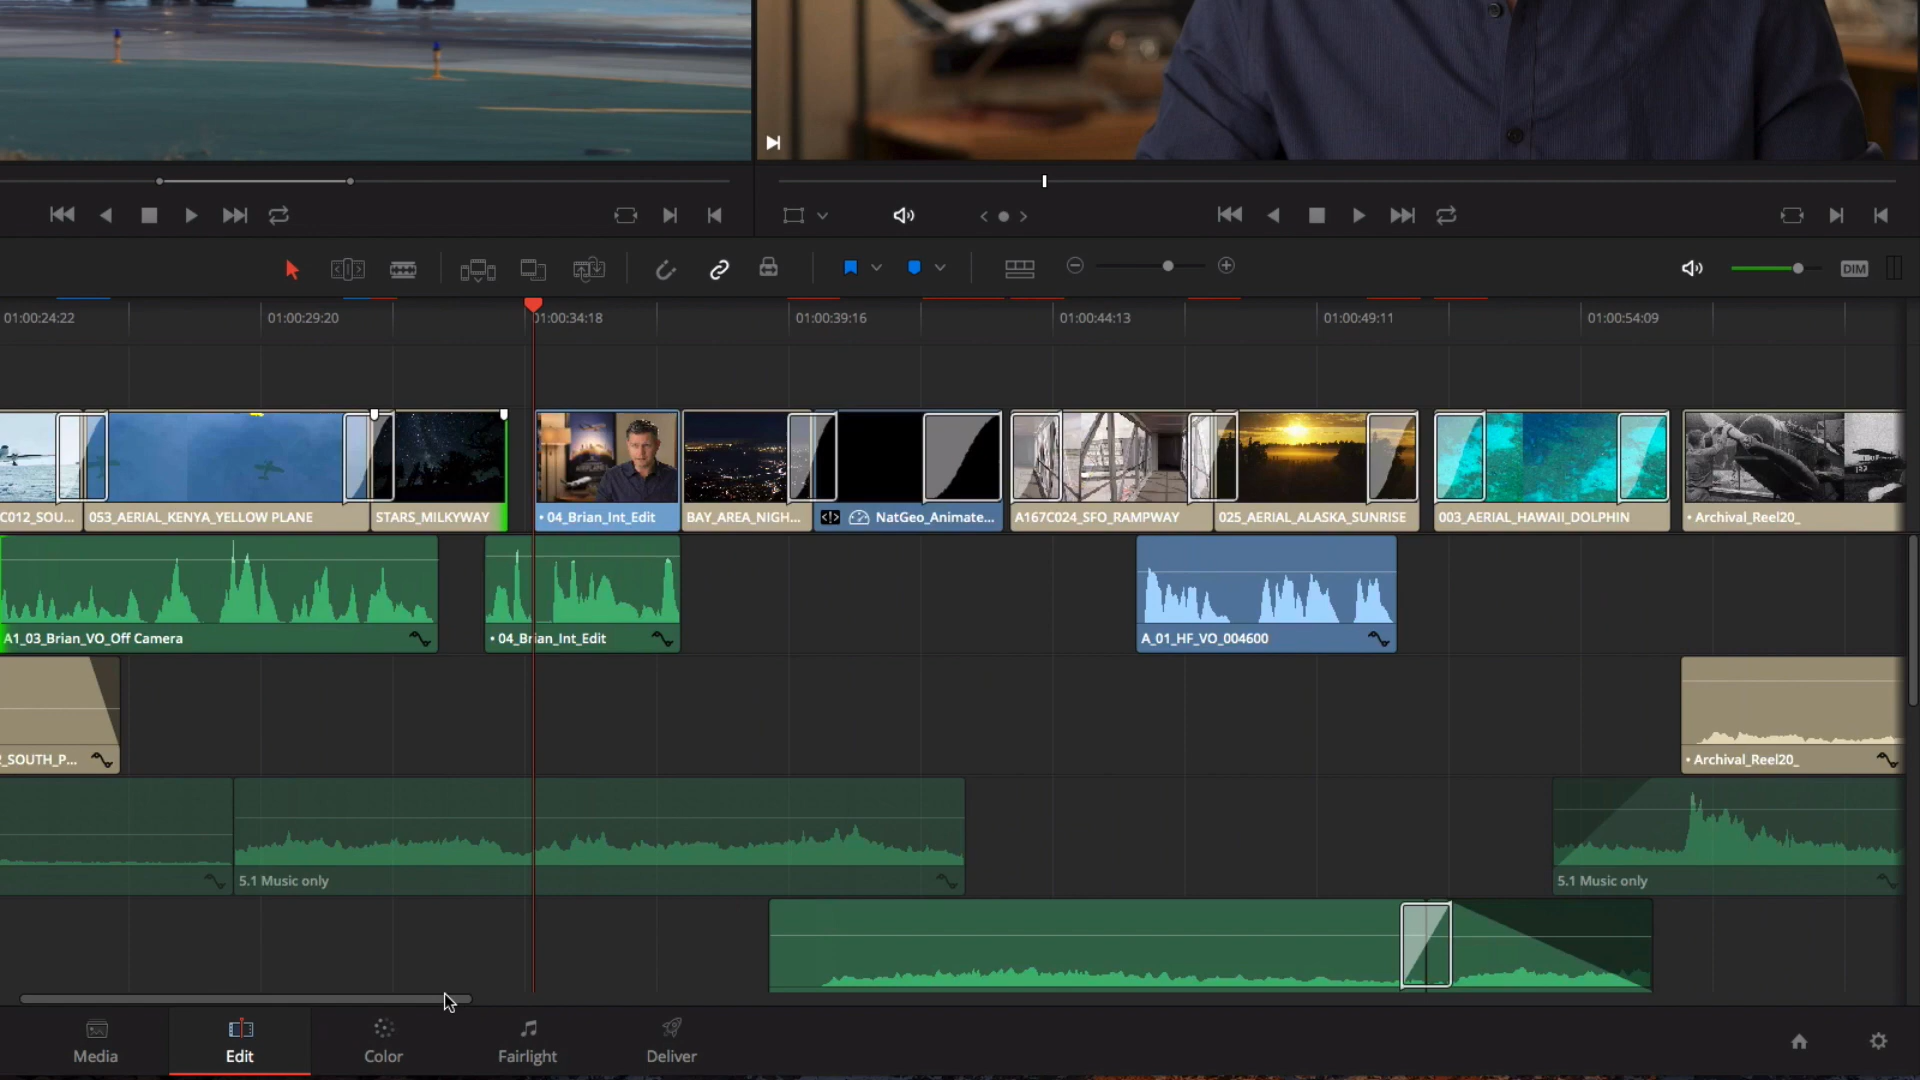 DIM
01:00:24:22
01:00:29:20
01:00:34:18
01:00:39:16
01:00:44:13
01:00:49:11
01:00:54:09
C012_SOU...
053_AERIAL_KENYA_YELLOW PLANE
STARS_MILKYWAY
• 04_Brian_Int_Edit
BAY_AREA_NIGH...
NatGeo_Animate...
A167C024_SFO_RAMPWAY
025_AERIAL_ALASKA_SUNRISE
003_AERIAL_HAWAII_DOLPHIN
• Archival_Reel20_
A1_03_Brian_VO_Off Camera
• 04_Brian_Int_Edit
A_01_HF_VO_004600
_SOUTH_P...
• Archival_Reel20_
5.1 Music only
5.1 Music only
Media
Edit
Color
Fairlight
Deliver